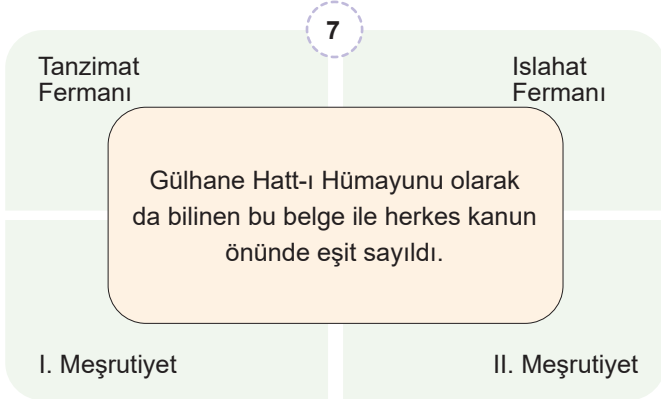 7
Tanzimat
Fermanı
Islahat
Fermanı
Gülhane Hatt-ı Hümayunu olarak
da bilinen bu belge ile herkes kanun
önünde eşit sayıldı.
I. Meşrutiyet
II. Meşrutiyet